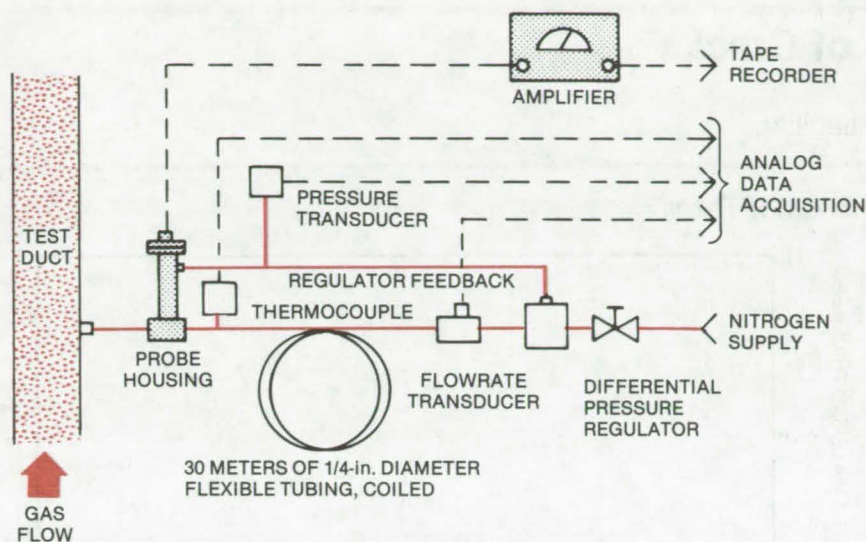 of
TAPE
RECORDER
AMPLIFIER
ANALOG
DATA
ACQUISITION
PRESSURE
TRANSDUCER
TEST
DUCT
REGULATOR FEEDBACK
THERMOCOUPLE
NITROGEN
SUPPLY
PROBE
HOUSING
FLOWRATE
TRANSDUCER
DIFFERENTIAL
PRESSURE
REGULATOR
30 METERS OF 1/4-in. DIAMETER
FLEXIBLE TUBING, COILED
GAS
FLOW